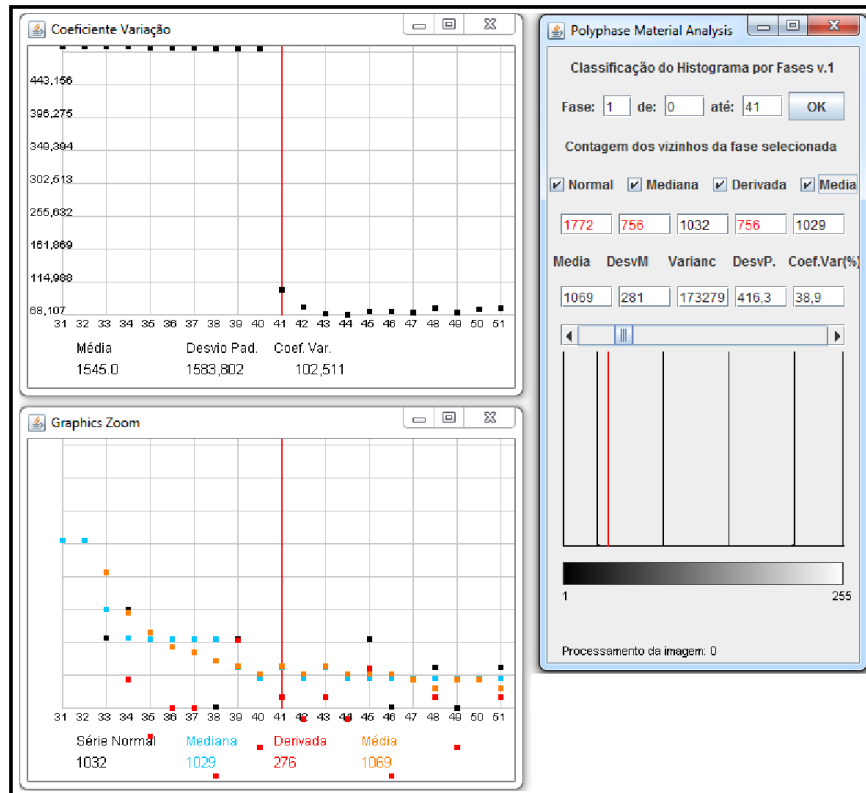 Coeficiente Variação
443,156
396,275
349,394
302,513
255,632
161,869
114,988
68,107
31 32 33 34 35 36 37 38 39 40 41 42 43 44 45 46 47 48 49 50 51
Média Desvio Pad. Coef. Var.
1545.0 1583,802 102,511
Graphics Zoom
31 32 33 34 35 36 37 38 39 40 41 42 43 44 45 46 47 48 49 50 51
Série Normal Mediana Derivada Média
1032 1029 276 1069
Polyphase Material Analysis
Classificação do Histograma por Fases v.1
Fase: 1 de: 0 até: 41 OK
Contagem dos vizinhos da fase selecionada
Normal Mediana Derivada Media
1772 756 1032 756 1029
Media DesvM Varianc DesvP. Coef.Var(%)
1069 281 173279 416,3 38,9
1 255
Processamento da imagem: 0